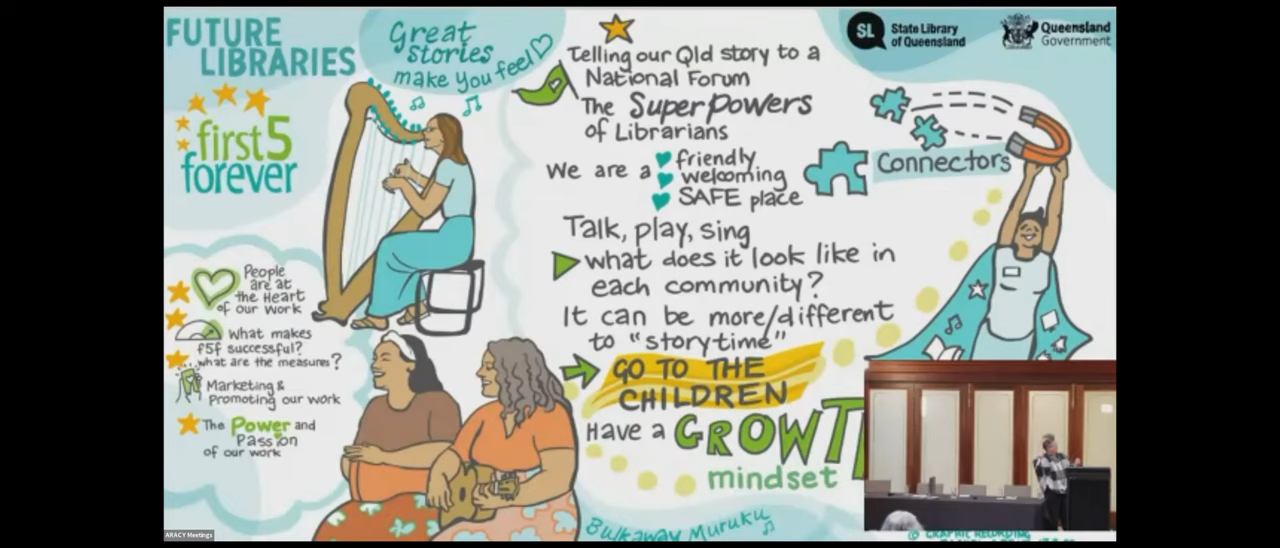 FUTURE
LIBRARIES
first5
forever
Great
stories
make you feel
People
are at
the Heart
of our work
What makes
f5f successful?
what are the measures?
Marketing &
Promoting our work
The Power and
Passion
of our work
Telling our Qld story to a
National Forum
The SuperPowers
of Librarians
We are a friendly
welcoming
SAFE place
Connectors
Talk, play, sing
what does it look like in
each community?
It can be more/different
to "storytime"
GO TO THE
CHILDREN
Have a GROWT
mindset
Bulkaway Muruku
SL State Library
of Queensland
Queensland
Government
ARACY Meetings
© GRAPHIC RECORDING